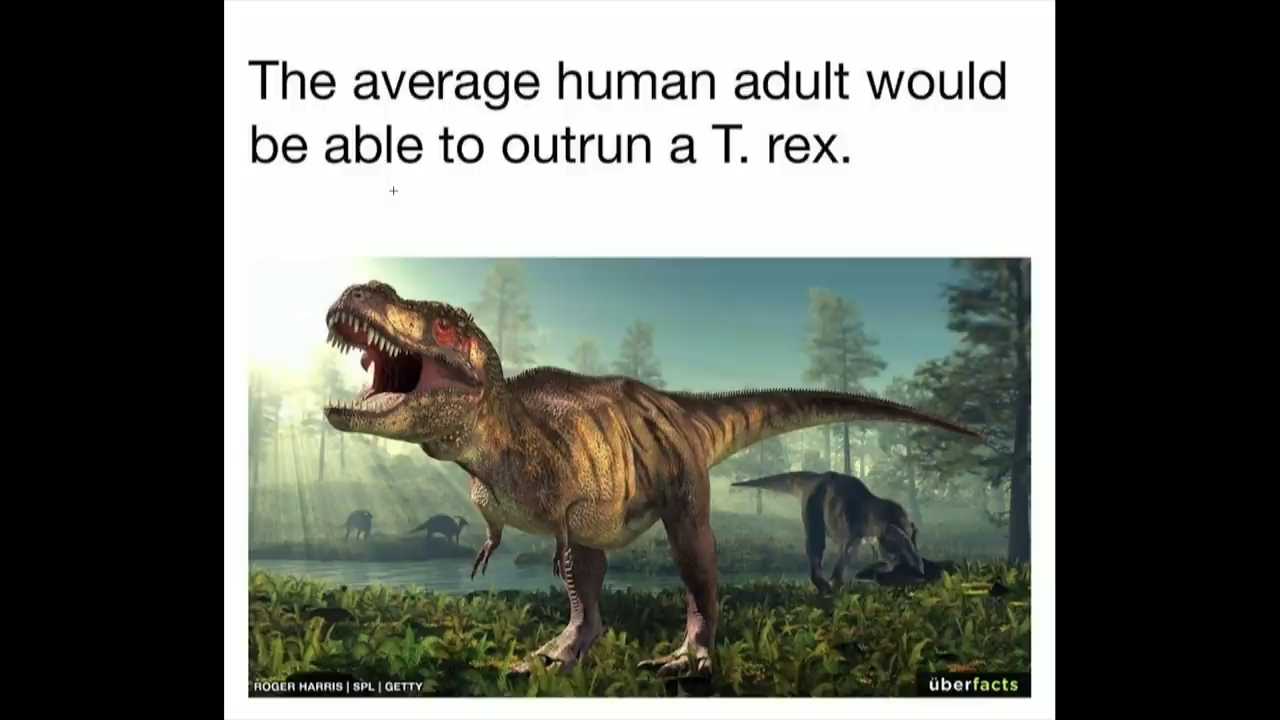 The average human adult would
be able to outrun a T. rex.
ROGER HARRIS | SPL | GETTY
überfacts